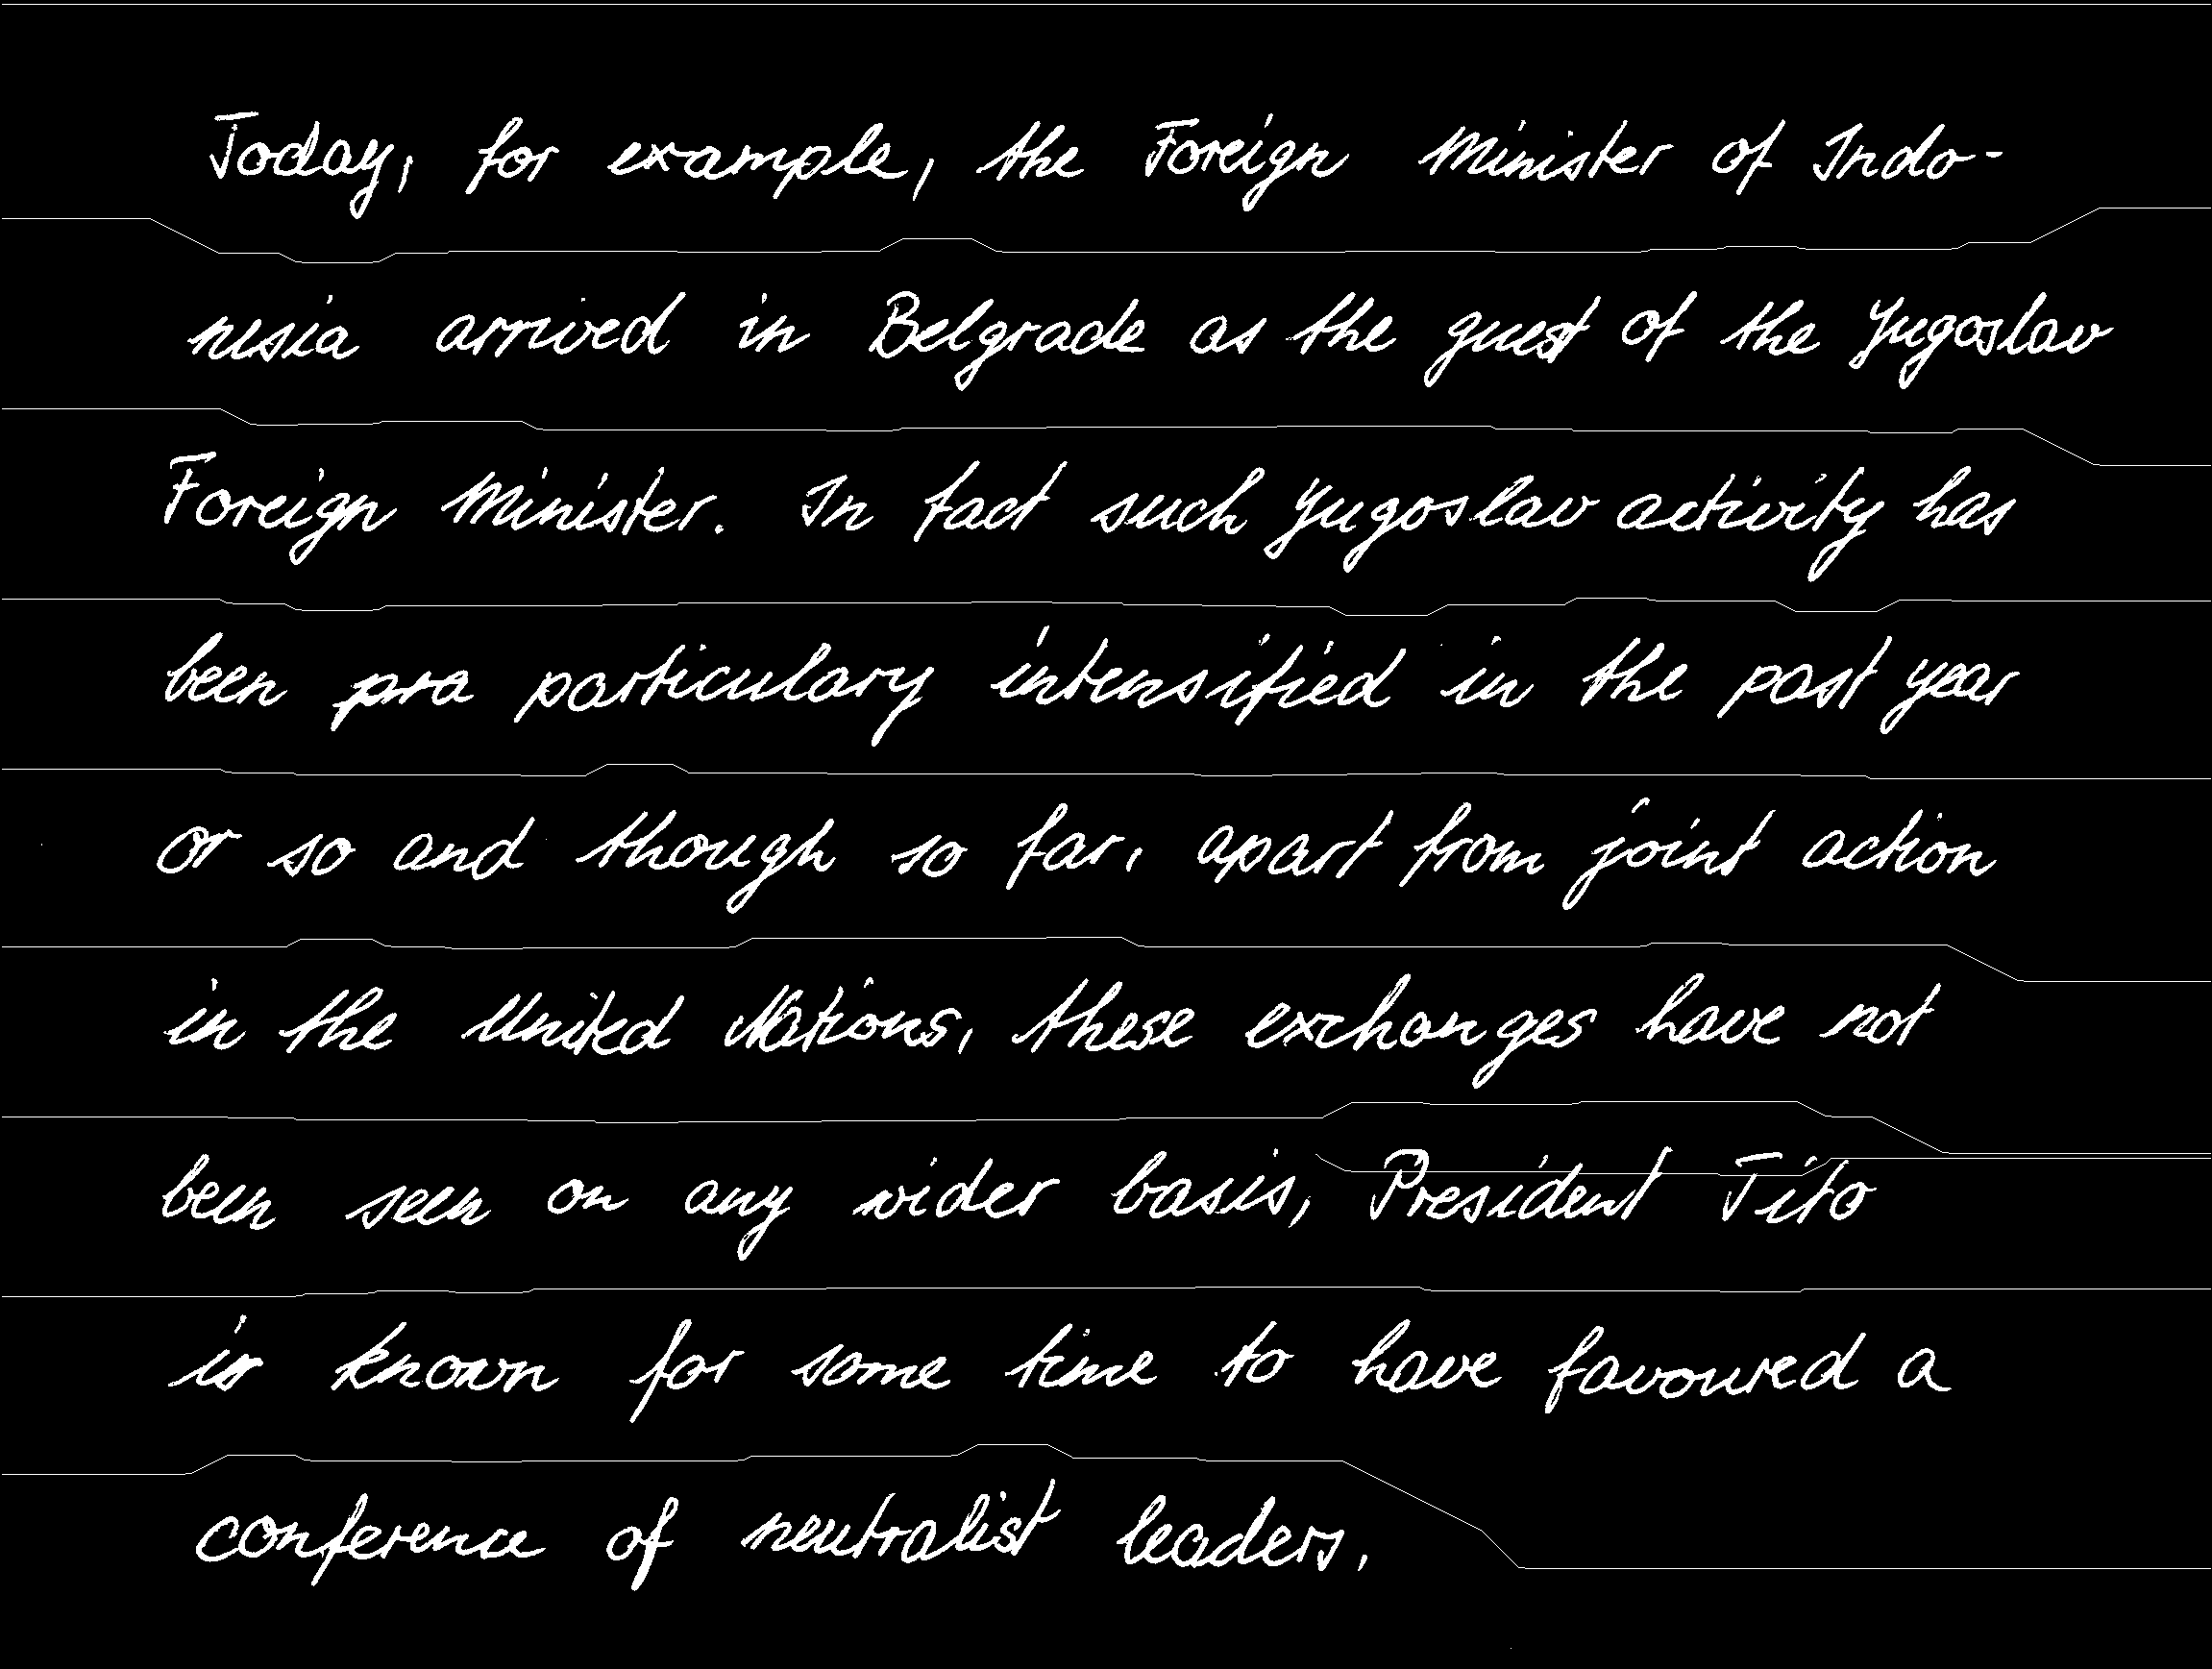 Today, for example, the Foreign Minister of Indo-
nesia arrived in Belgrade as the guest of the Yugoslav
Foreign Minister. In fact such Yugoslav activity has
been pra particulary intensified in the past year
or so and though so far, apart from joint action
in the United Nations, these exchanges have not
been seen on any wider basis, President Tito
is known for some time to have favoured a
conference of neutralist leaders.